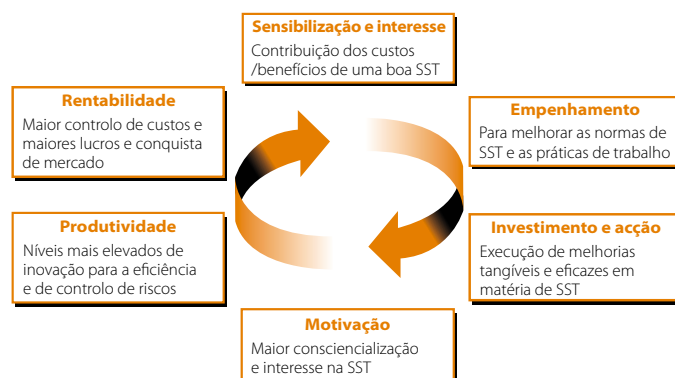 Sensibilização e interesse
Contribuição dos custos
/benefícios de uma boa SST
Rentabilidade
Maior controlo de custos e
maiores lucros e conquista
de mercado
Empenhamento
Para melhorar as normas de
SST e as práticas de trabalho
Produtividade
Níveis mais elevados de
inovação para a eficiência
e de controlo de riscos
Investimento e acção
Execução de melhorias
tangíveis e eficazes em
matéria de SST
Motivação
Maior consciencialização
e interesse na SST